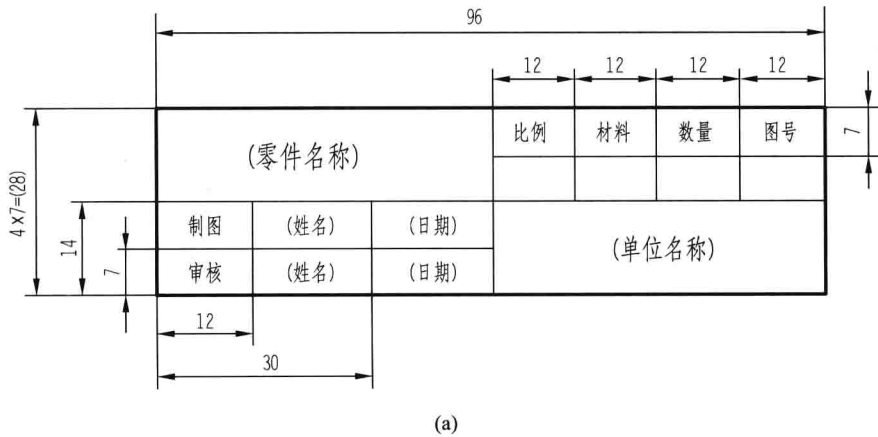 96
12 12 12 12
比例 材料 数量 图号
7
(零件名称)
4×7=(28)
14
制图 (姓名) (日期)
(单位名称)
7
审核 (姓名) (日期)
12
30
(a)